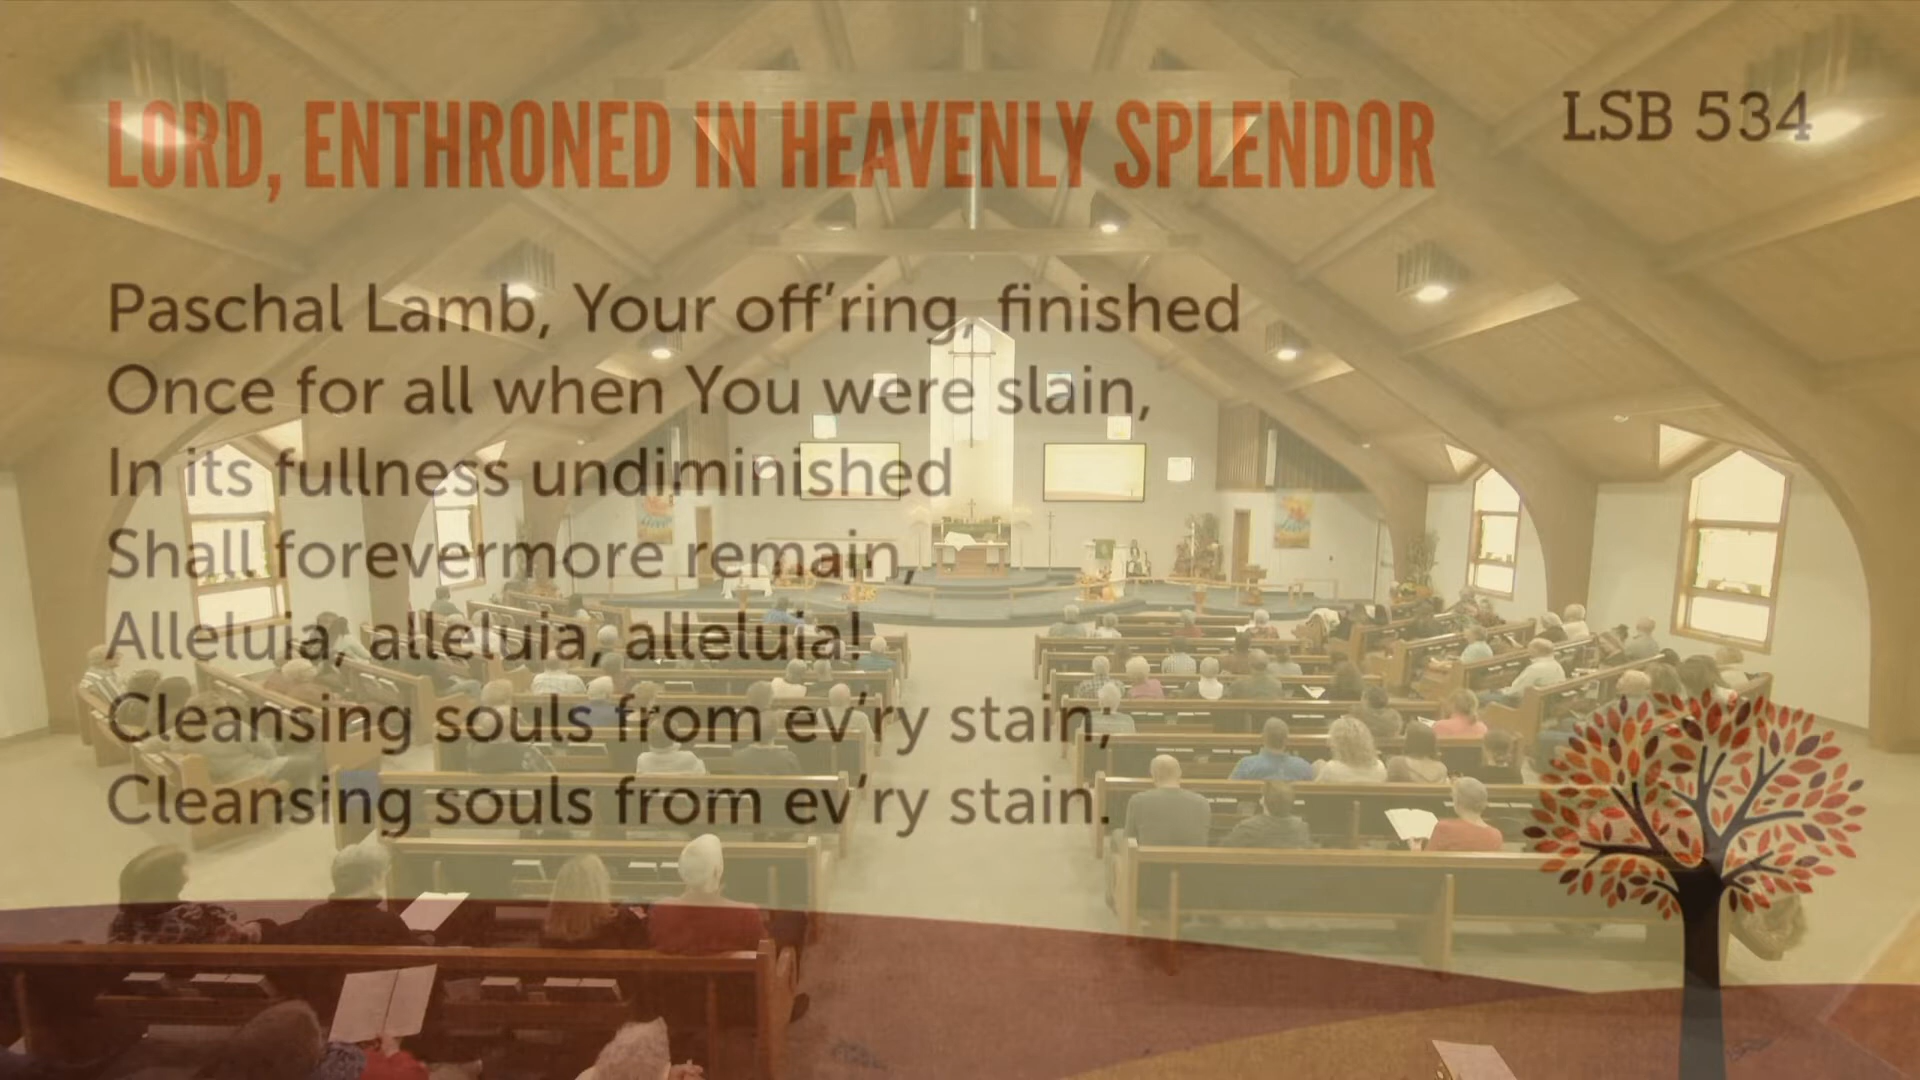 LORD, ENTHRONED IN HEAVENLY SPLENDOR
LSB 534
Paschal Lamb, Your off’ring, finished
Once for all when You were slain,
In its fullness undiminished
Shall forevermore remain,
Alleluia, alleluia, alleluia!
Cleansing souls from ev’ry stain,
Cleansing souls from ev’ry stain.